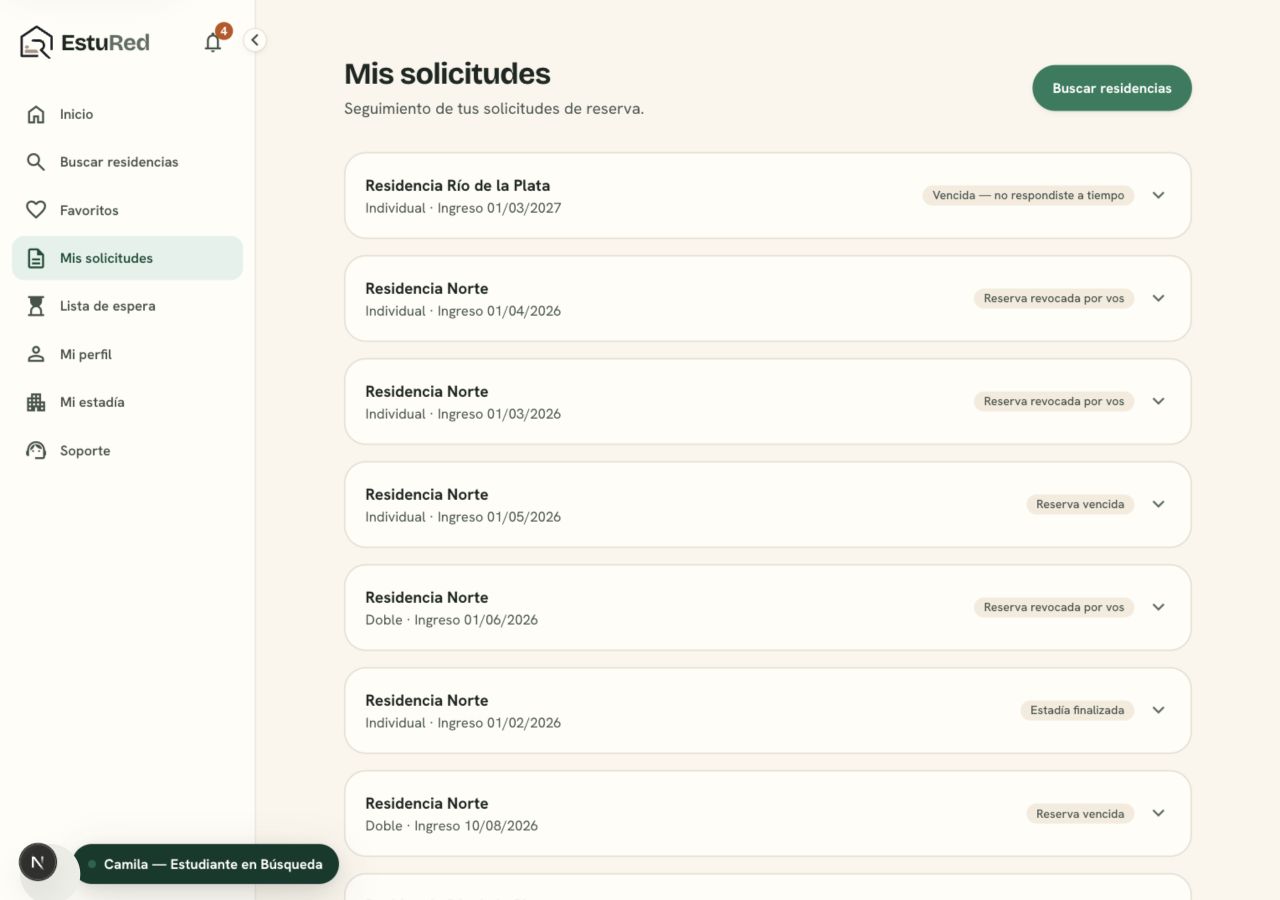 EstuRed
4
Inicio
Buscar residencias
Favoritos
Mis solicitudes
Lista de espera
Mi perfil
Mi estadía
Soporte
N
Camila — Estudiante en Búsqueda
Mis solicitudes
Seguimiento de tus solicitudes de reserva.
Buscar residencias
Residencia Río de la Plata
Individual · Ingreso 01/03/2027
Vencida — no respondiste a tiempo
Residencia Norte
Individual · Ingreso 01/04/2026
Reserva revocada por vos
Residencia Norte
Individual · Ingreso 01/03/2026
Reserva revocada por vos
Residencia Norte
Individual · Ingreso 01/05/2026
Reserva vencida
Residencia Norte
Doble · Ingreso 01/06/2026
Reserva revocada por vos
Residencia Norte
Individual · Ingreso 01/02/2026
Estadía finalizada
Residencia Norte
Doble · Ingreso 10/08/2026
Reserva vencida